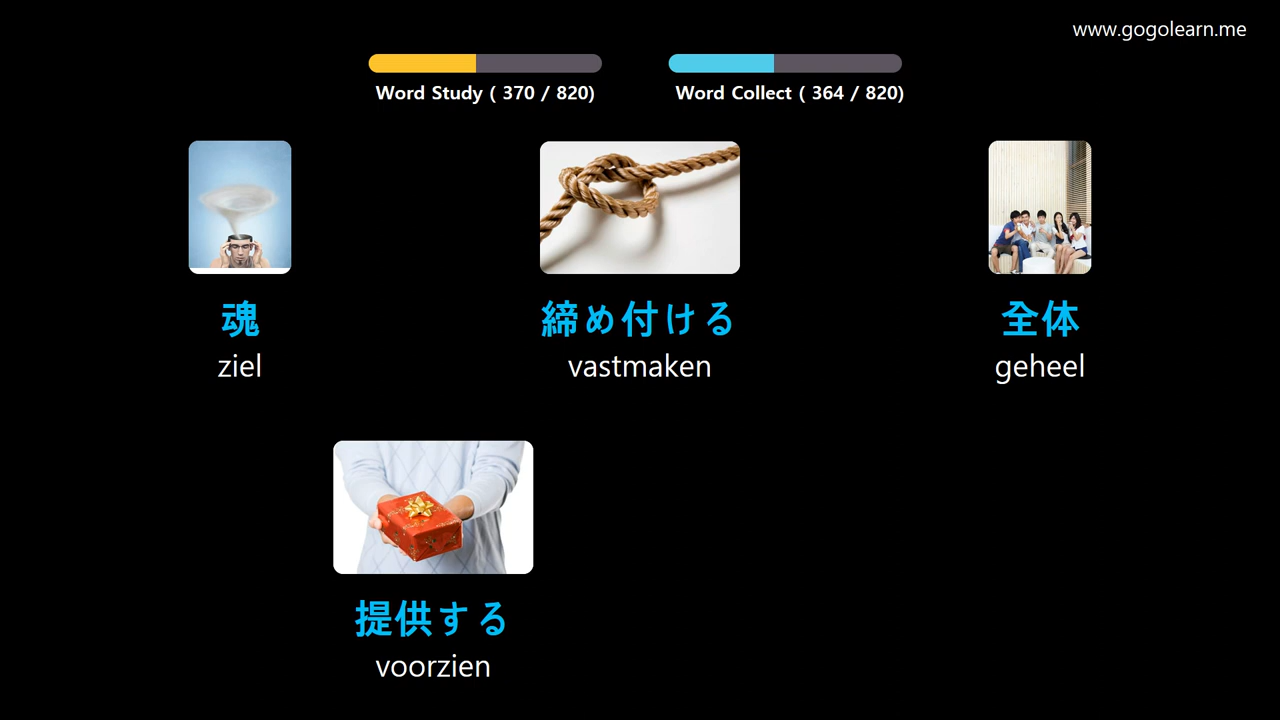 www.gogolearn.me
Word Study ( 370 / 820)
Word Collect ( 364 / 820)
魂
ziel
締め付ける
vastmaken
全体
geheel
提供する
voorzien